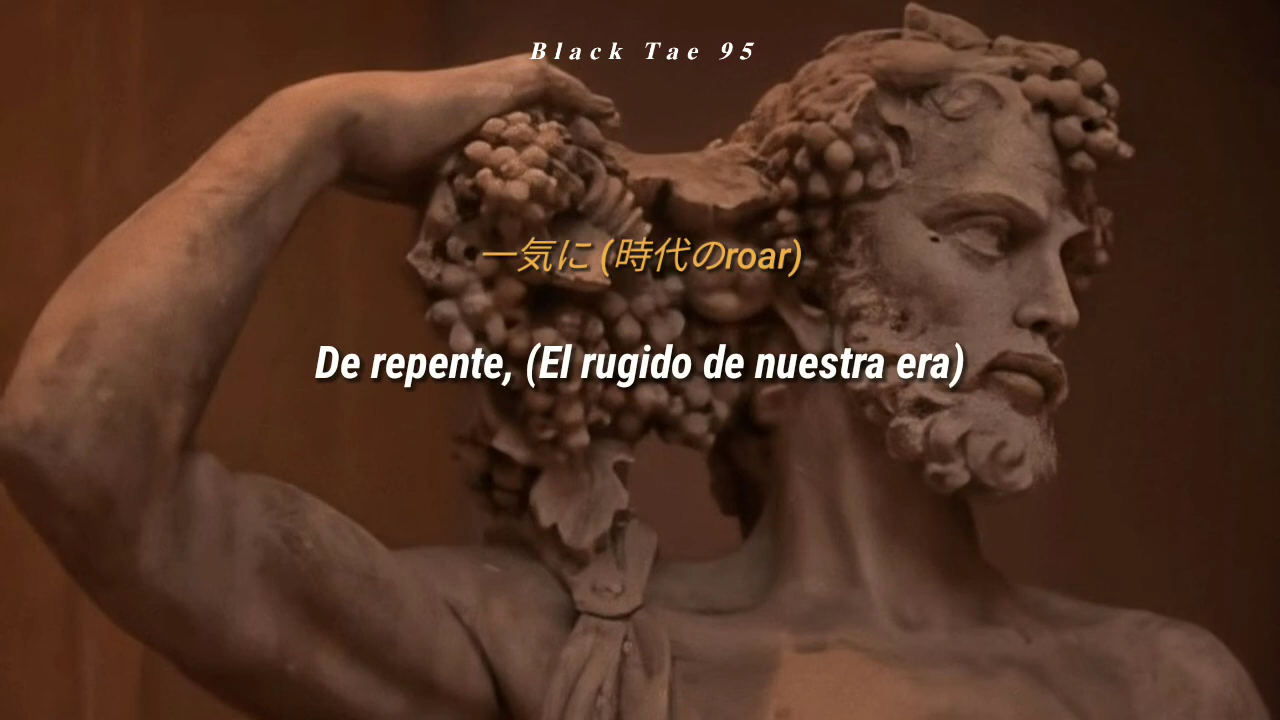 Black Tae 95
一気に (時代のroar)
De repente, (El rugido de nuestra era)